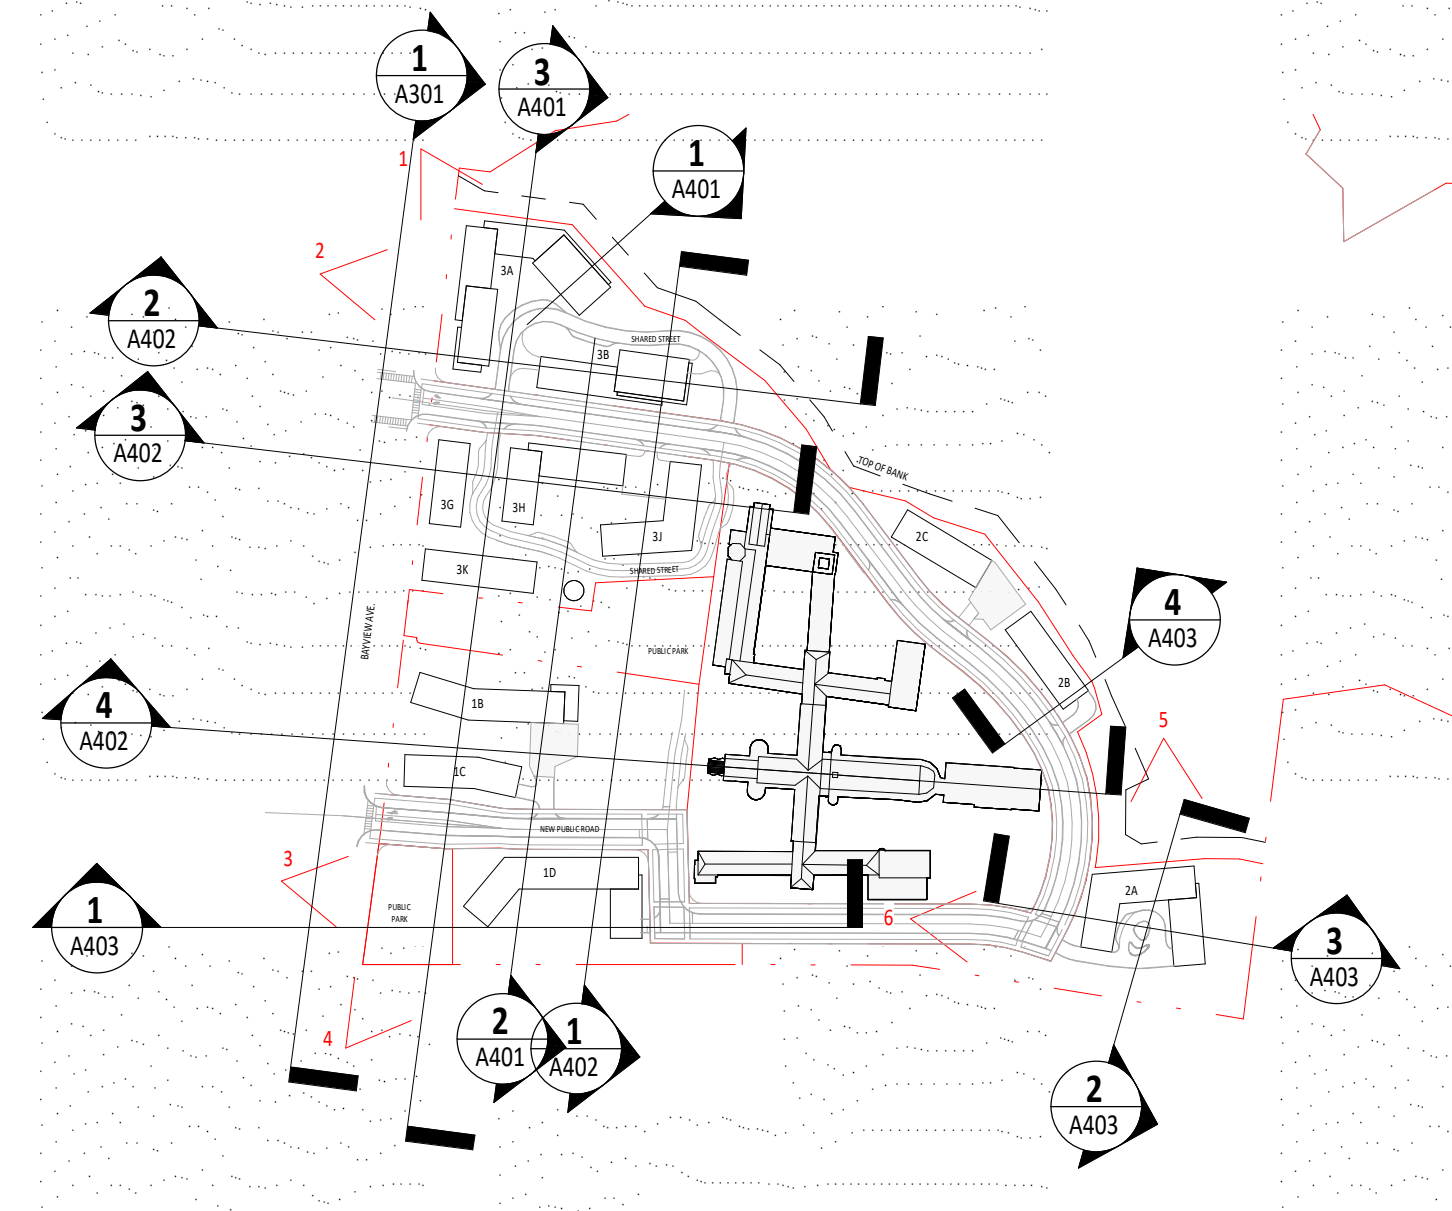 1
A301
3
A401
1
A401
1
2
2
A402
3A
SHARED STREET
3B
3
A402
TOP OF BANK
3G
3H
3J
2C
3K
SHARED STREET
4
A403
BAYVIEW AVE.
PUBLIC PARK
2B
4
A402
1B
5
1C
NEW PUBLIC ROAD
3
1D
2A
1
A403
PUBLIC
PARK
6
3
A403
4
2
A401
1
A402
2
A403